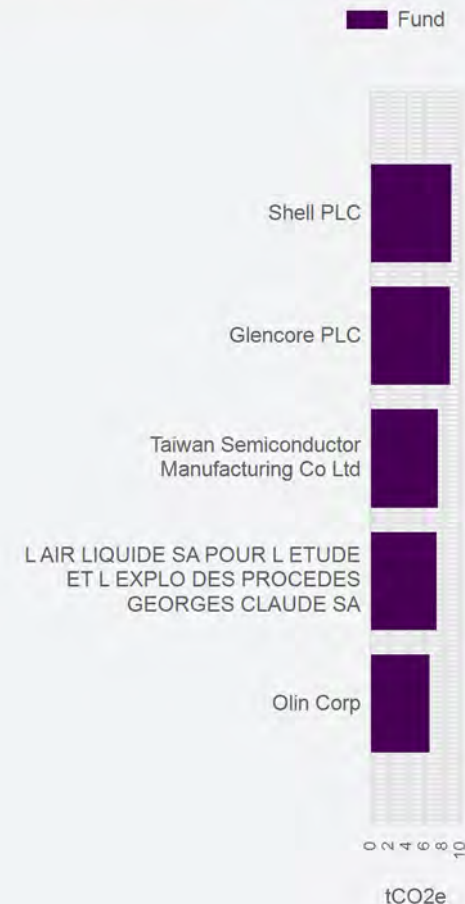 Fund
Shell PLC
Glencore PLC
Taiwan Semiconductor
Manufacturing Co Ltd
L AIR LIQUIDE SA POUR L ETUDE
ET L EXPLO DES PROCEDES
GEORGES CLAUDE SA
Olin Corp
0 2 4 6 8 10
tCO2e